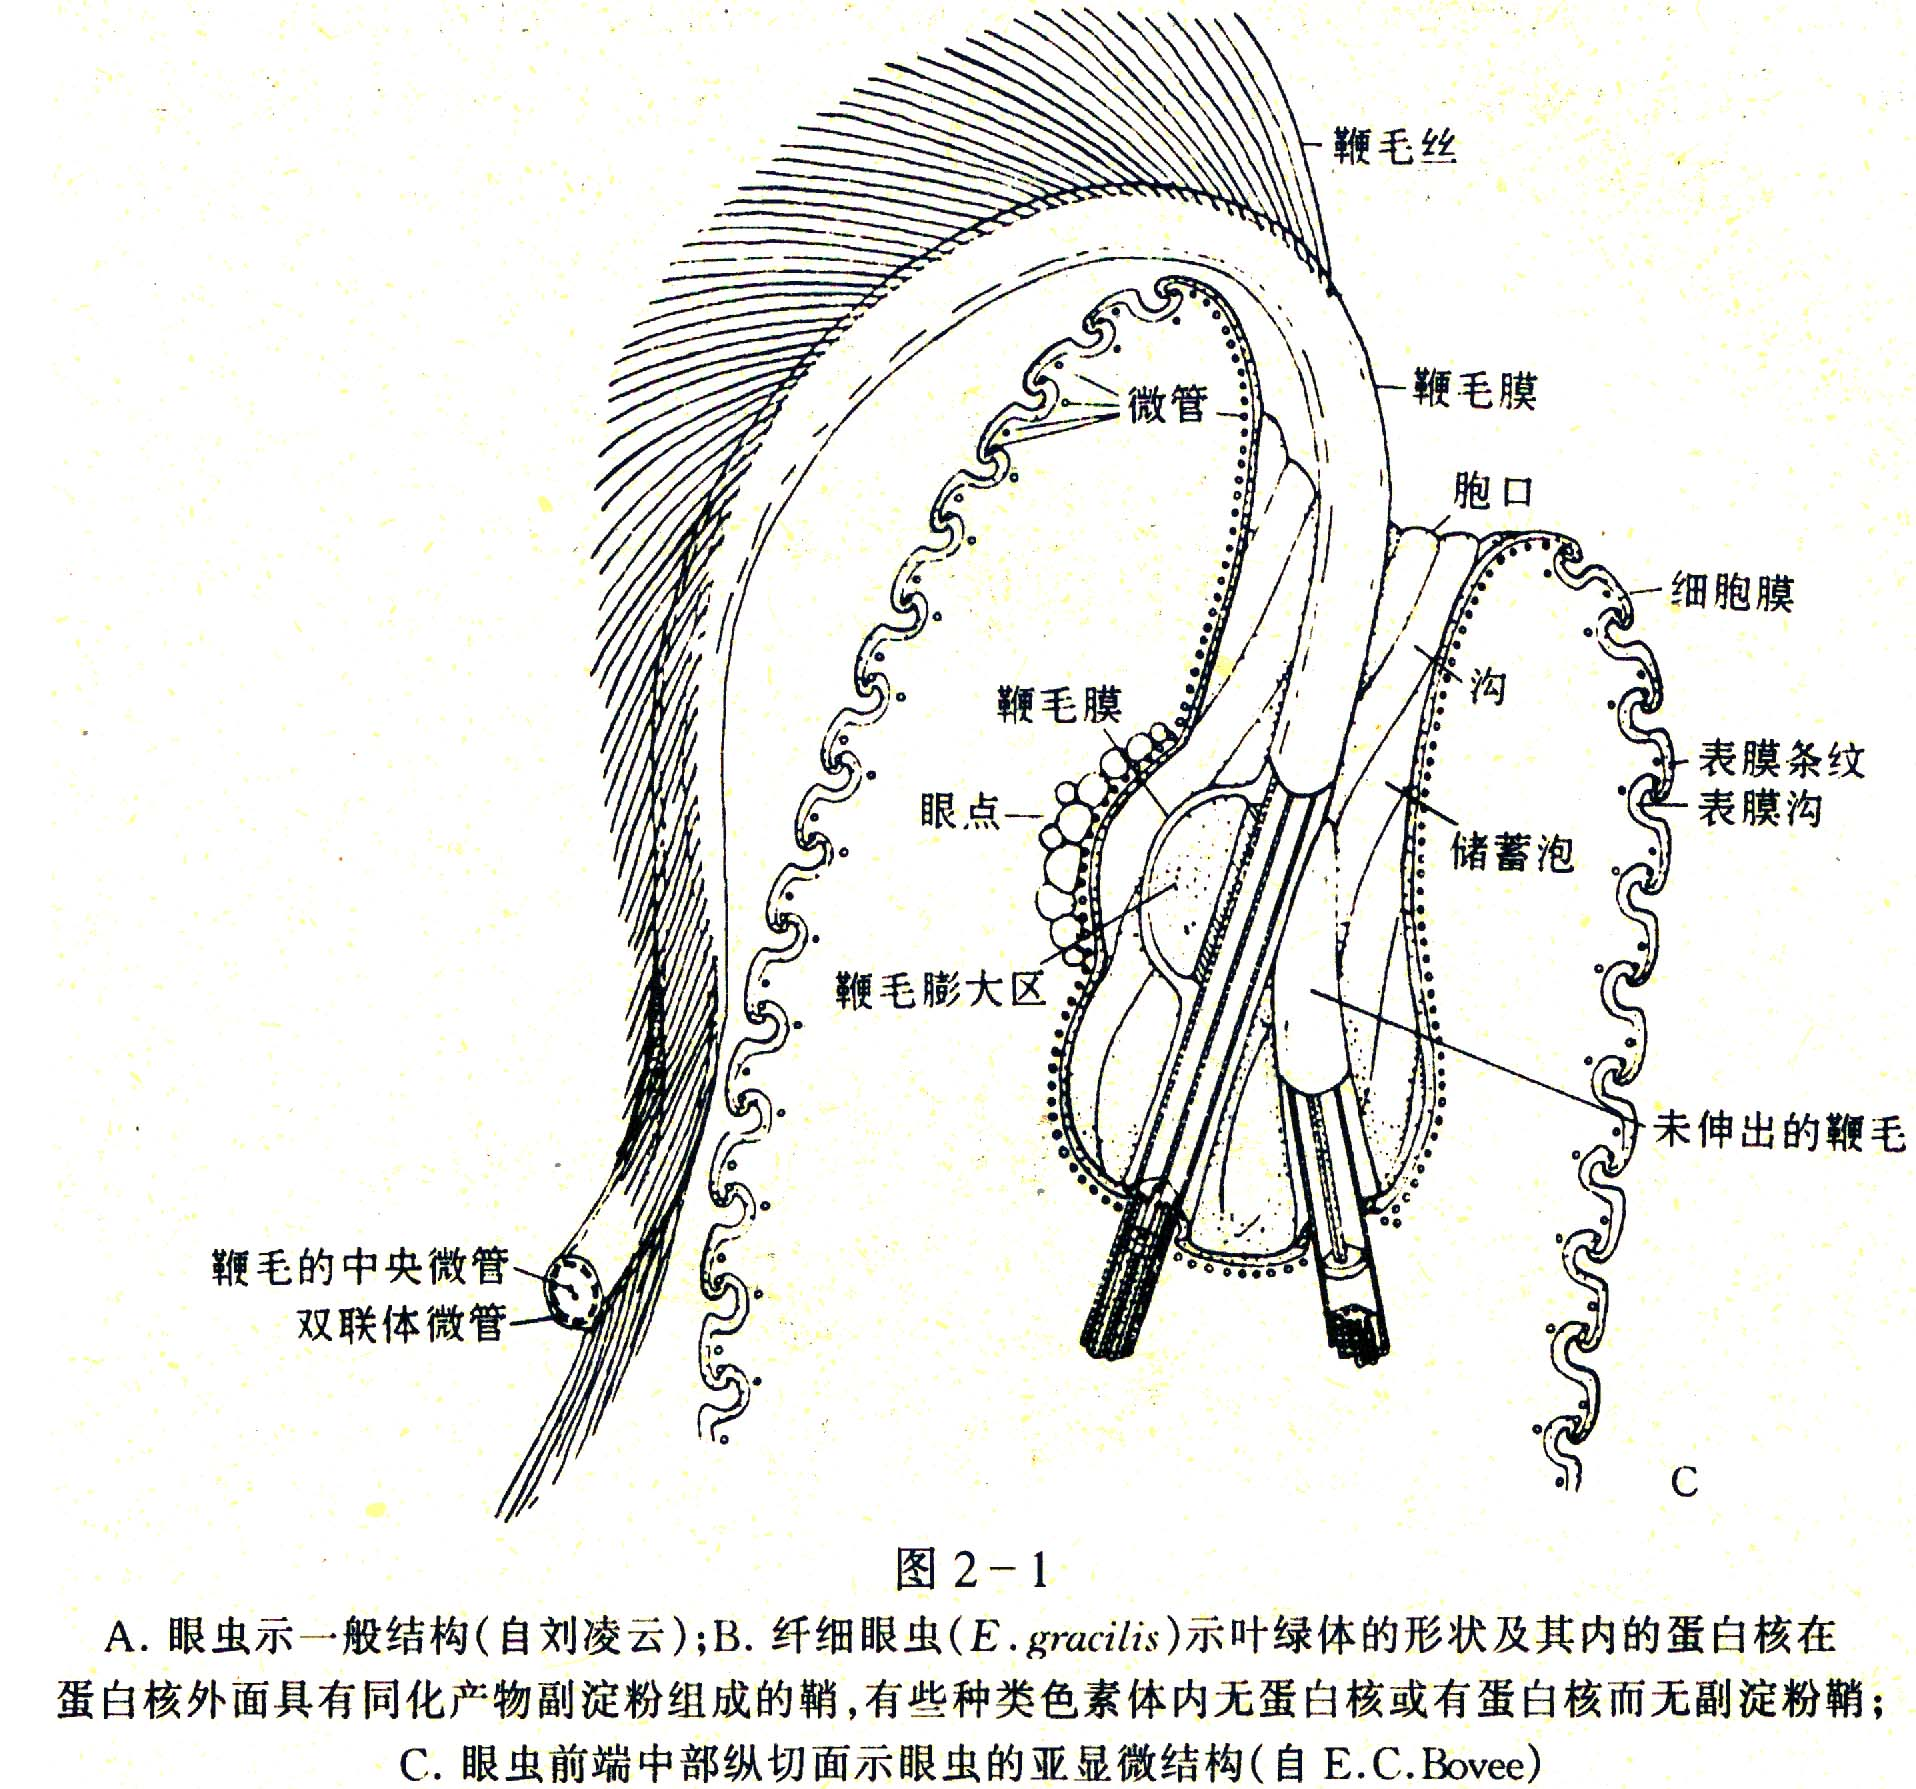 鞭毛丝
鞭毛膜
微管
胞口
细胞膜
沟
鞭毛膜
表膜条纹
眼点
表膜沟
储蓄泡
鞭毛膨大区
未伸出的鞭毛
鞭毛的中央微管
双联体微管
C
图 2-1
A. 眼虫示一般结构(自刘凌云);B. 纤细眼虫(E.gracilis)示叶绿体的形状及其内的蛋白核在
蛋白核外面具有同化产物副淀粉组成的鞘,有些种类色素体内无蛋白核或有蛋白核而无副淀粉鞘;
C. 眼虫前端中部纵切面示眼虫的亚显微结构(自 E.C.Bovee)